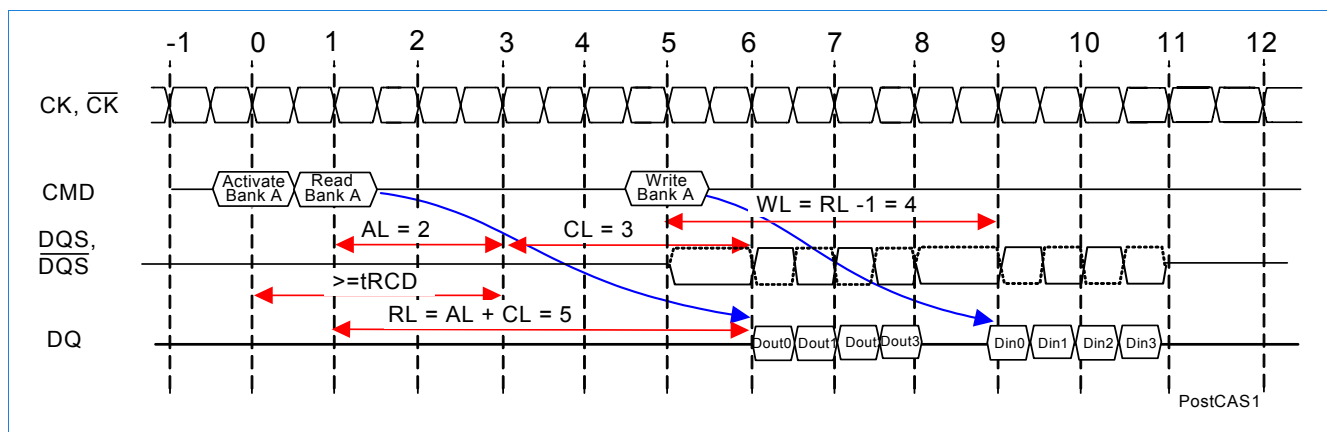 -1 0 1 2 3 4 5 6 7 8 9 10 11 12
CK, CK
CMD
Activate
Bank A
Read
Bank A
Write
Bank A
WL = RL -1 = 4
AL = 2
CL = 3
DQS,
DQS
>=tRCD
RL = AL + CL = 5
DQ
Dout0 Dout1 Dout Dout3 Din0 Din1 Din2 Din3
PostCAS1